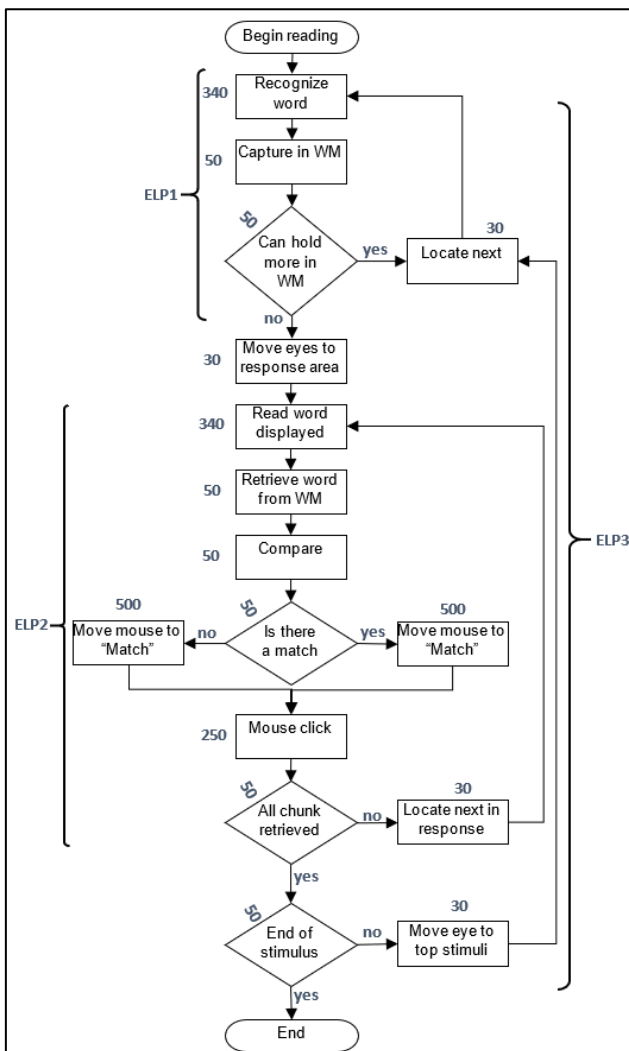 Begin reading
340
Recognize
word
50
Capture in WM
ELP1
50
Can hold
more in
WM
yes
30
Locate next
no
30
Move eyes to
response area
340
Read word
displayed
50
Retrieve word
from WM
50
Compare
ELP3
ELP2
50
Is there
a match
no
500
Move mouse to
“Match”
yes
500
Move mouse to
“Match”
250
Mouse click
50
All chunk
retrieved
no
30
Locate next in
response
yes
50
End of
stimulus
no
30
Move eye to
top stimuli
yes
End